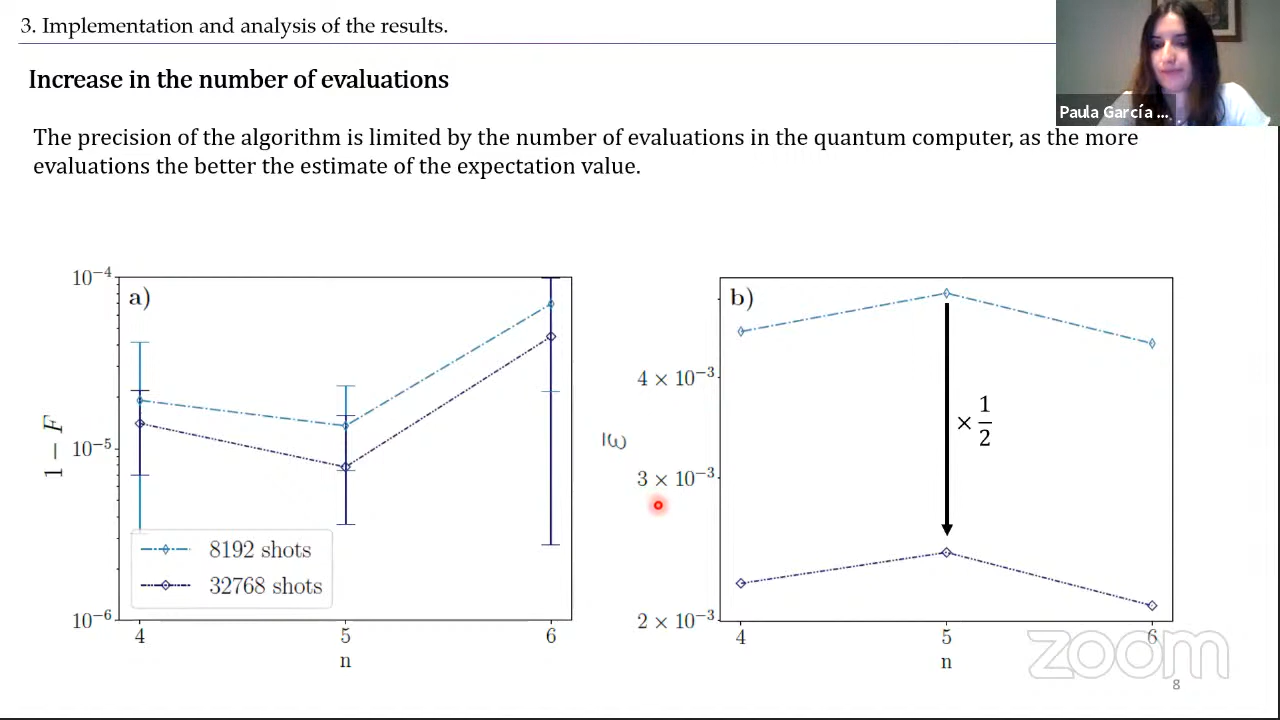 3. Implementation and analysis of the results.
Paula García ...
Increase in the number of evaluations
The precision of the algorithm is limited by the number of evaluations in the quantum computer, as the more
evaluations the better the estimate of the expectation value.
a)
10⁻⁴
10⁻⁵
10⁻⁶
1 − F
8192 shots
32768 shots
4 5 6
n
b)
4 × 10⁻³
3 × 10⁻³
2 × 10⁻³
ε̄
× 1/2
4 5 6
n
zoom
8